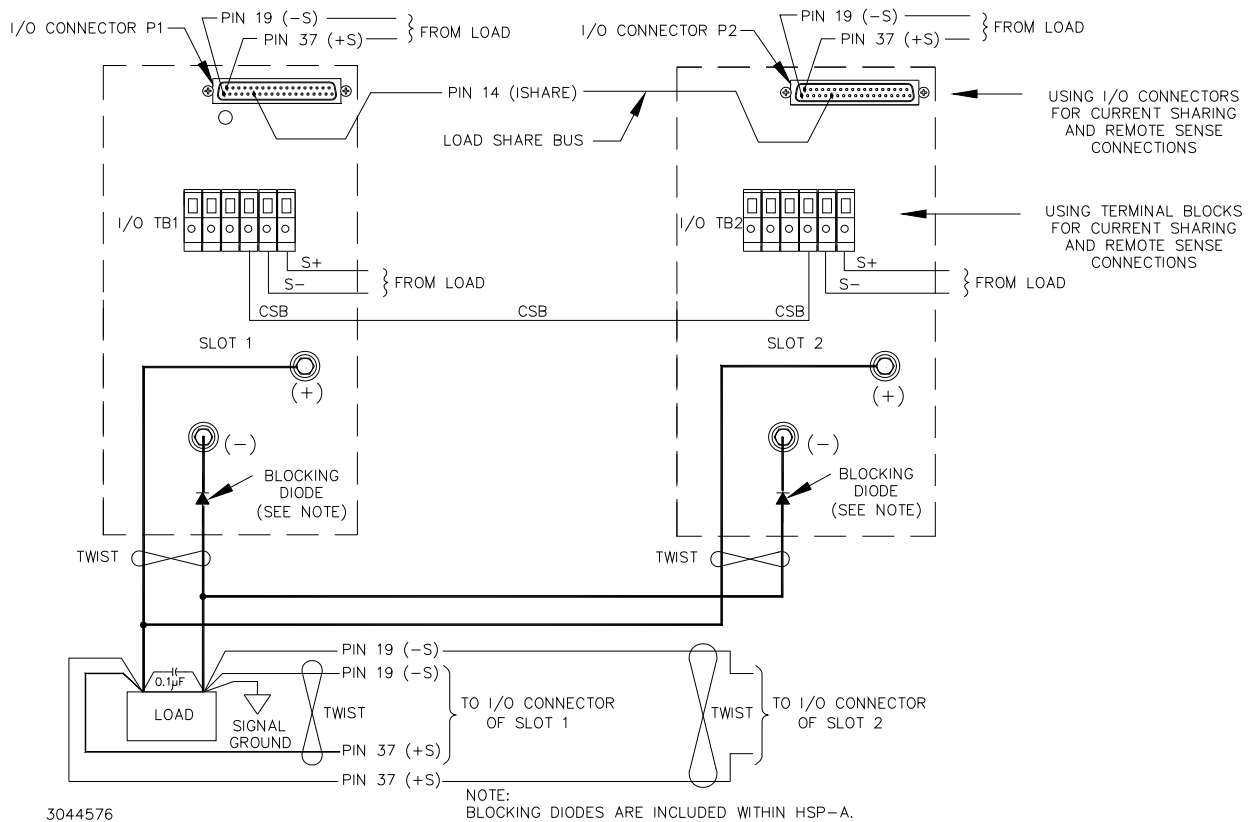 I/O CONNECTOR P1
PIN 19 (-S)
PIN 37 (+S)
FROM LOAD
I/O CONNECTOR P2
PIN 19 (-S)
PIN 37 (+S)
FROM LOAD
PIN 14 (ISHARE)
LOAD SHARE BUS
USING I/O CONNECTORS
FOR CURRENT SHARING
AND REMOTE SENSE
CONNECTIONS
I/O TB1
S+
S-
FROM LOAD
I/O TB2
S+
S-
FROM LOAD
USING TERMINAL BLOCKS
FOR CURRENT SHARING
AND REMOTE SENSE
CONNECTIONS
CSB
CSB
CSB
SLOT 1
(+)
(-)
BLOCKING
DIODE
(SEE NOTE)
TWIST
SLOT 2
(+)
(-)
BLOCKING
DIODE
(SEE NOTE)
TWIST
PIN 19 (-S)
PIN 19 (-S)
0.1µF
LOAD
SIGNAL
GROUND
TWIST
TO I/O CONNECTOR
OF SLOT 1
PIN 37 (+S)
PIN 37 (+S)
TWIST
TO I/O CONNECTOR
OF SLOT 2
3044576
NOTE:
BLOCKING DIODES ARE INCLUDED WITHIN HSP-A.